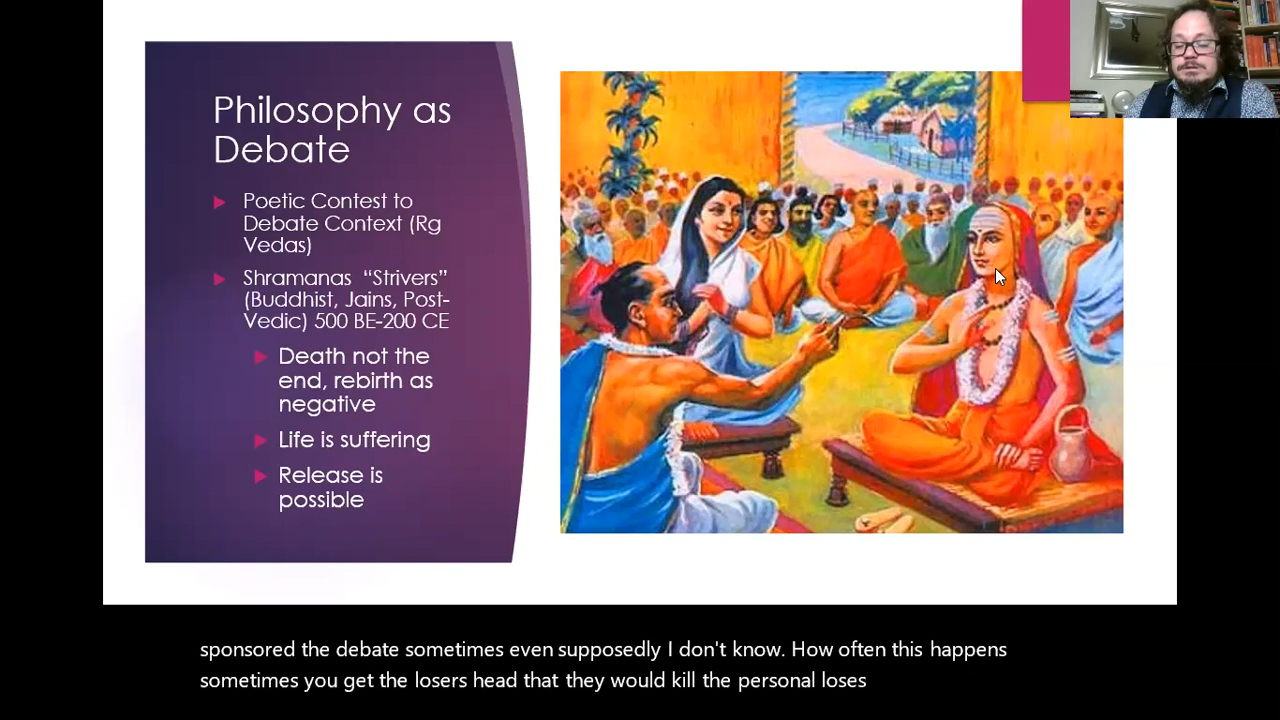 Philosophy as
Debate
Poetic Contest to
Debate Context (Rg
Vedas)
Shramanas "Strivers"
(Buddhist, Jains, Post-
Vedic) 500 BE-200 CE
Death not the
end, rebirth as
negative
Life is suffering
Release is
possible
sponsored the debate sometimes even supposedly I don't know. How often this happens
sometimes you get the losers head that they would kill the personal loses